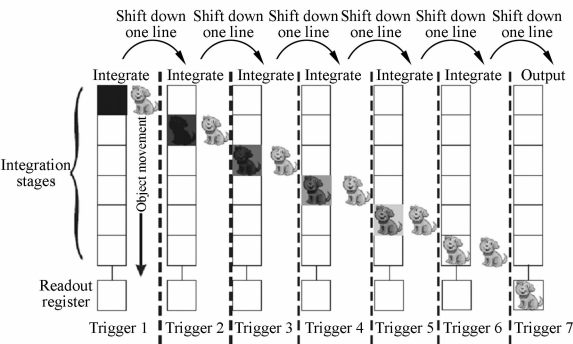 Shift down
one line
Shift down
one line
Shift down
one line
Shift down
one line
Shift down
one line
Shift down
one line
Integrate
Integrate
Integrate
Integrate
Integrate
Integrate
Output
Integration
stages
Object movement
Readout
register
Trigger 1
Trigger 2
Trigger 3
Trigger 4
Trigger 5
Trigger 6
Trigger 7